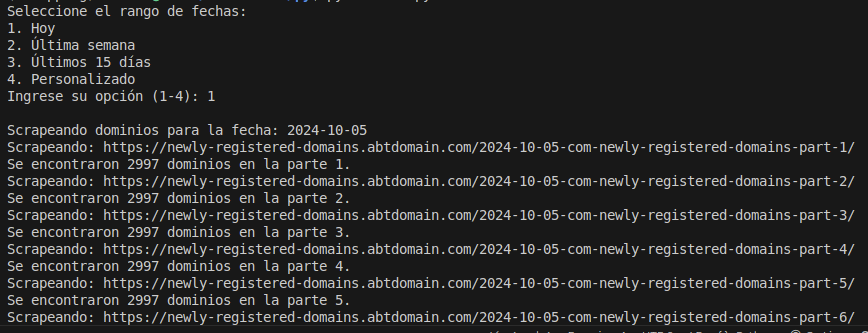 Seleccione el rango de fechas:
1. Hoy
2. Última semana
3. Últimos 15 días
4. Personalizado
Ingrese su opción (1-4): 1
Scrapeando dominios para la fecha: 2024-10-05
Scrapeando: https://newly-registered-domains.abtdomain.com/2024-10-05-com-newly-registered-domains-part-1/
Se encontraron 2997 dominios en la parte 1.
Scrapeando: https://newly-registered-domains.abtdomain.com/2024-10-05-com-newly-registered-domains-part-2/
Se encontraron 2997 dominios en la parte 2.
Scrapeando: https://newly-registered-domains.abtdomain.com/2024-10-05-com-newly-registered-domains-part-3/
Se encontraron 2997 dominios en la parte 3.
Scrapeando: https://newly-registered-domains.abtdomain.com/2024-10-05-com-newly-registered-domains-part-4/
Se encontraron 2997 dominios en la parte 4.
Scrapeando: https://newly-registered-domains.abtdomain.com/2024-10-05-com-newly-registered-domains-part-5/
Se encontraron 2997 dominios en la parte 5.
Scrapeando: https://newly-registered-domains.abtdomain.com/2024-10-05-com-newly-registered-domains-part-6/